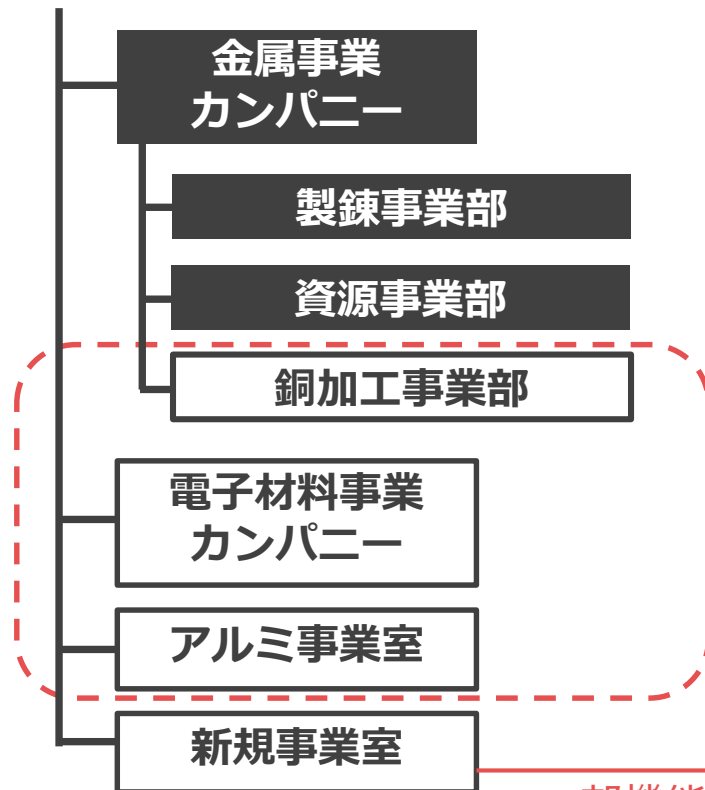 金属事業
カンパニー
製錬事業部
資源事業部
銅加工事業部
電子材料事業
カンパニー
アルミ事業室
新規事業室